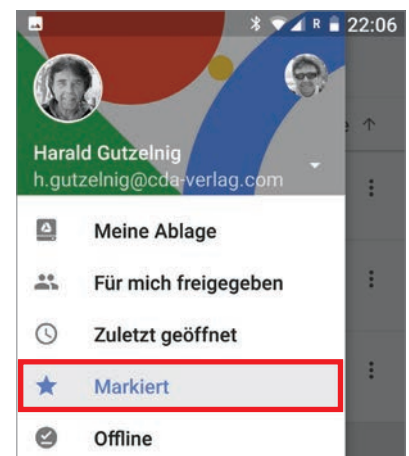 R 22:06
Harald Gutzelnig
h.gutzelnig@cda-verlag.com
Meine Ablage
Für mich freigegeben
Zuletzt geöffnet
Markiert
Offline